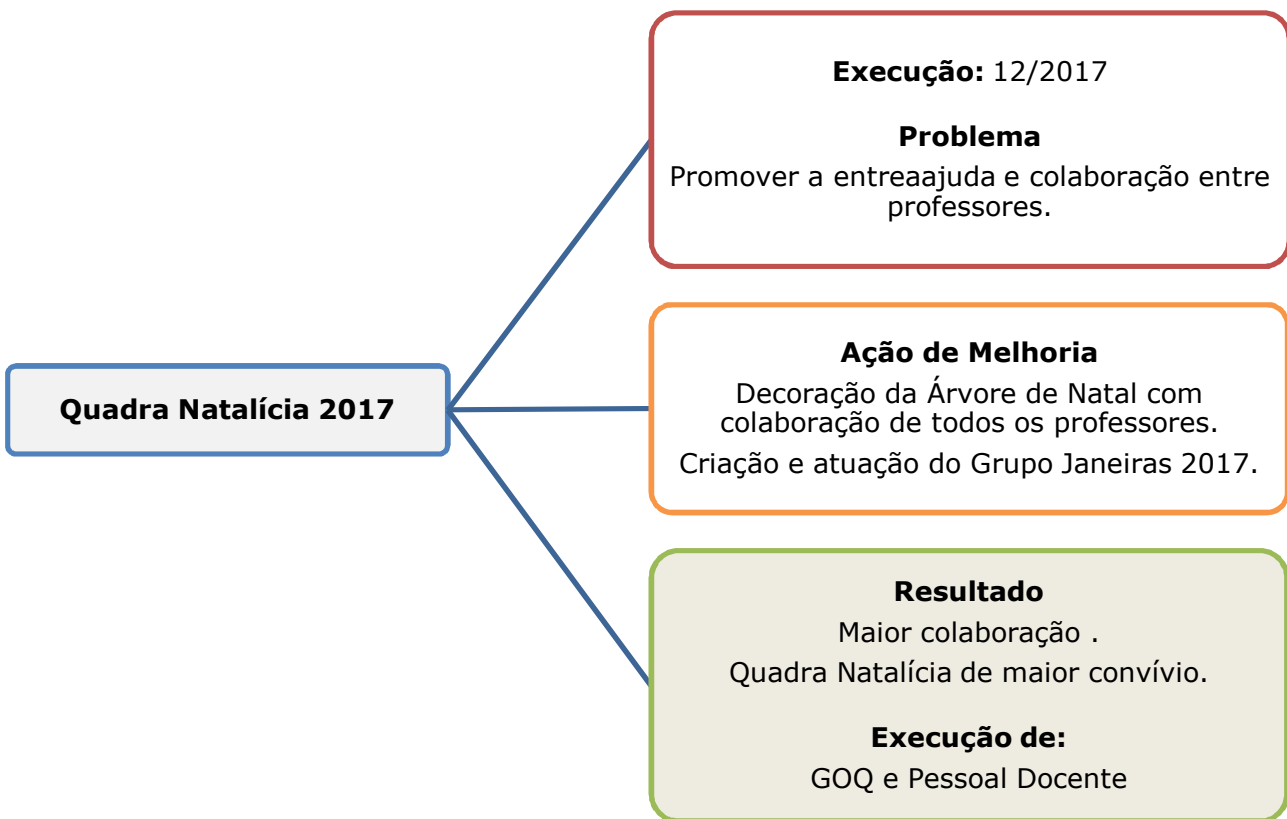 Quadra Natalícia 2017
Execução: 12/2017
Problema
Promover a entreaajuda e colaboração entre
professores.
Ação de Melhoria
Decoração da Árvore de Natal com
colaboração de todos os professores.
Criação e atuação do Grupo Janeiras 2017.
Resultado
Maior colaboração .
Quadra Natalícia de maior convívio.
Execução de:
GOQ e Pessoal Docente